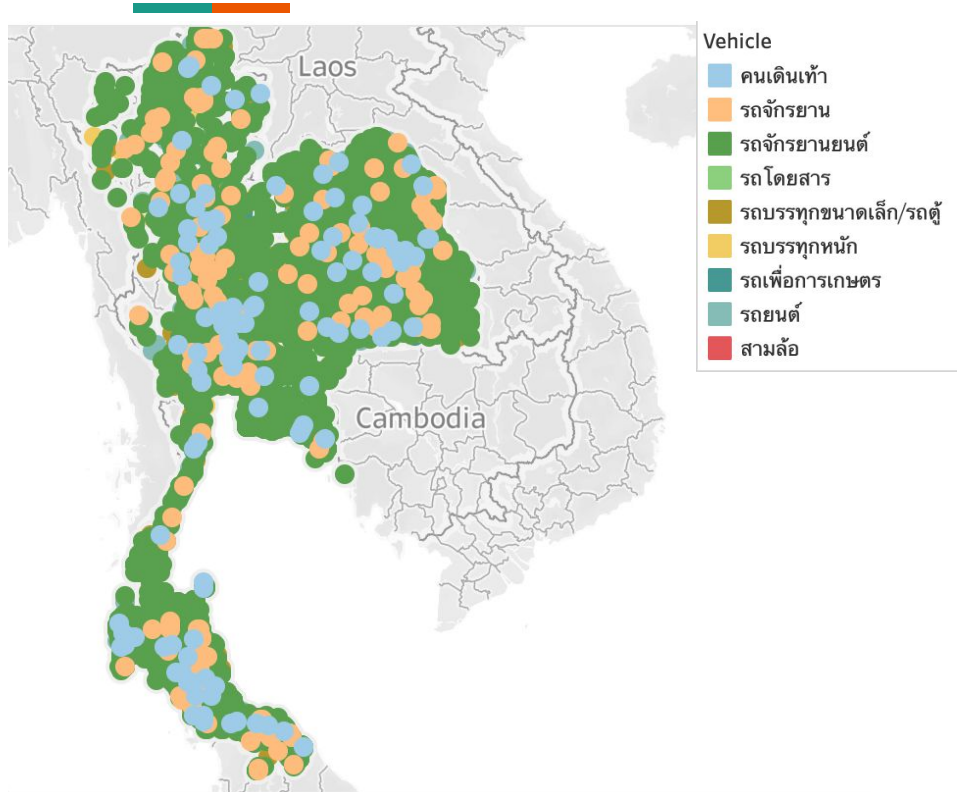 Laos
Cambodia
Vehicle
คนเดินเท้า
รถจักรยาน
รถจักรยานยนต์
รถโดยสาร
รถบรรทุกขนาดเล็ก/รถตู้
รถบรรทุกหนัก
รถเพื่อการเกษตร
รถยนต์
สามล้อ